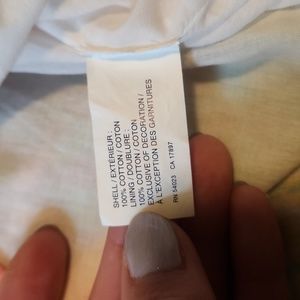 SHELL / EXTÉRIEUR :
100% COTTON / COTON
LINING / DOUBLURE :
100% COTTON / COTON
EXCLUSIVE OF DECORATION /
À L'EXCEPTION DES GARNITURES
RN 54023 CA 17897